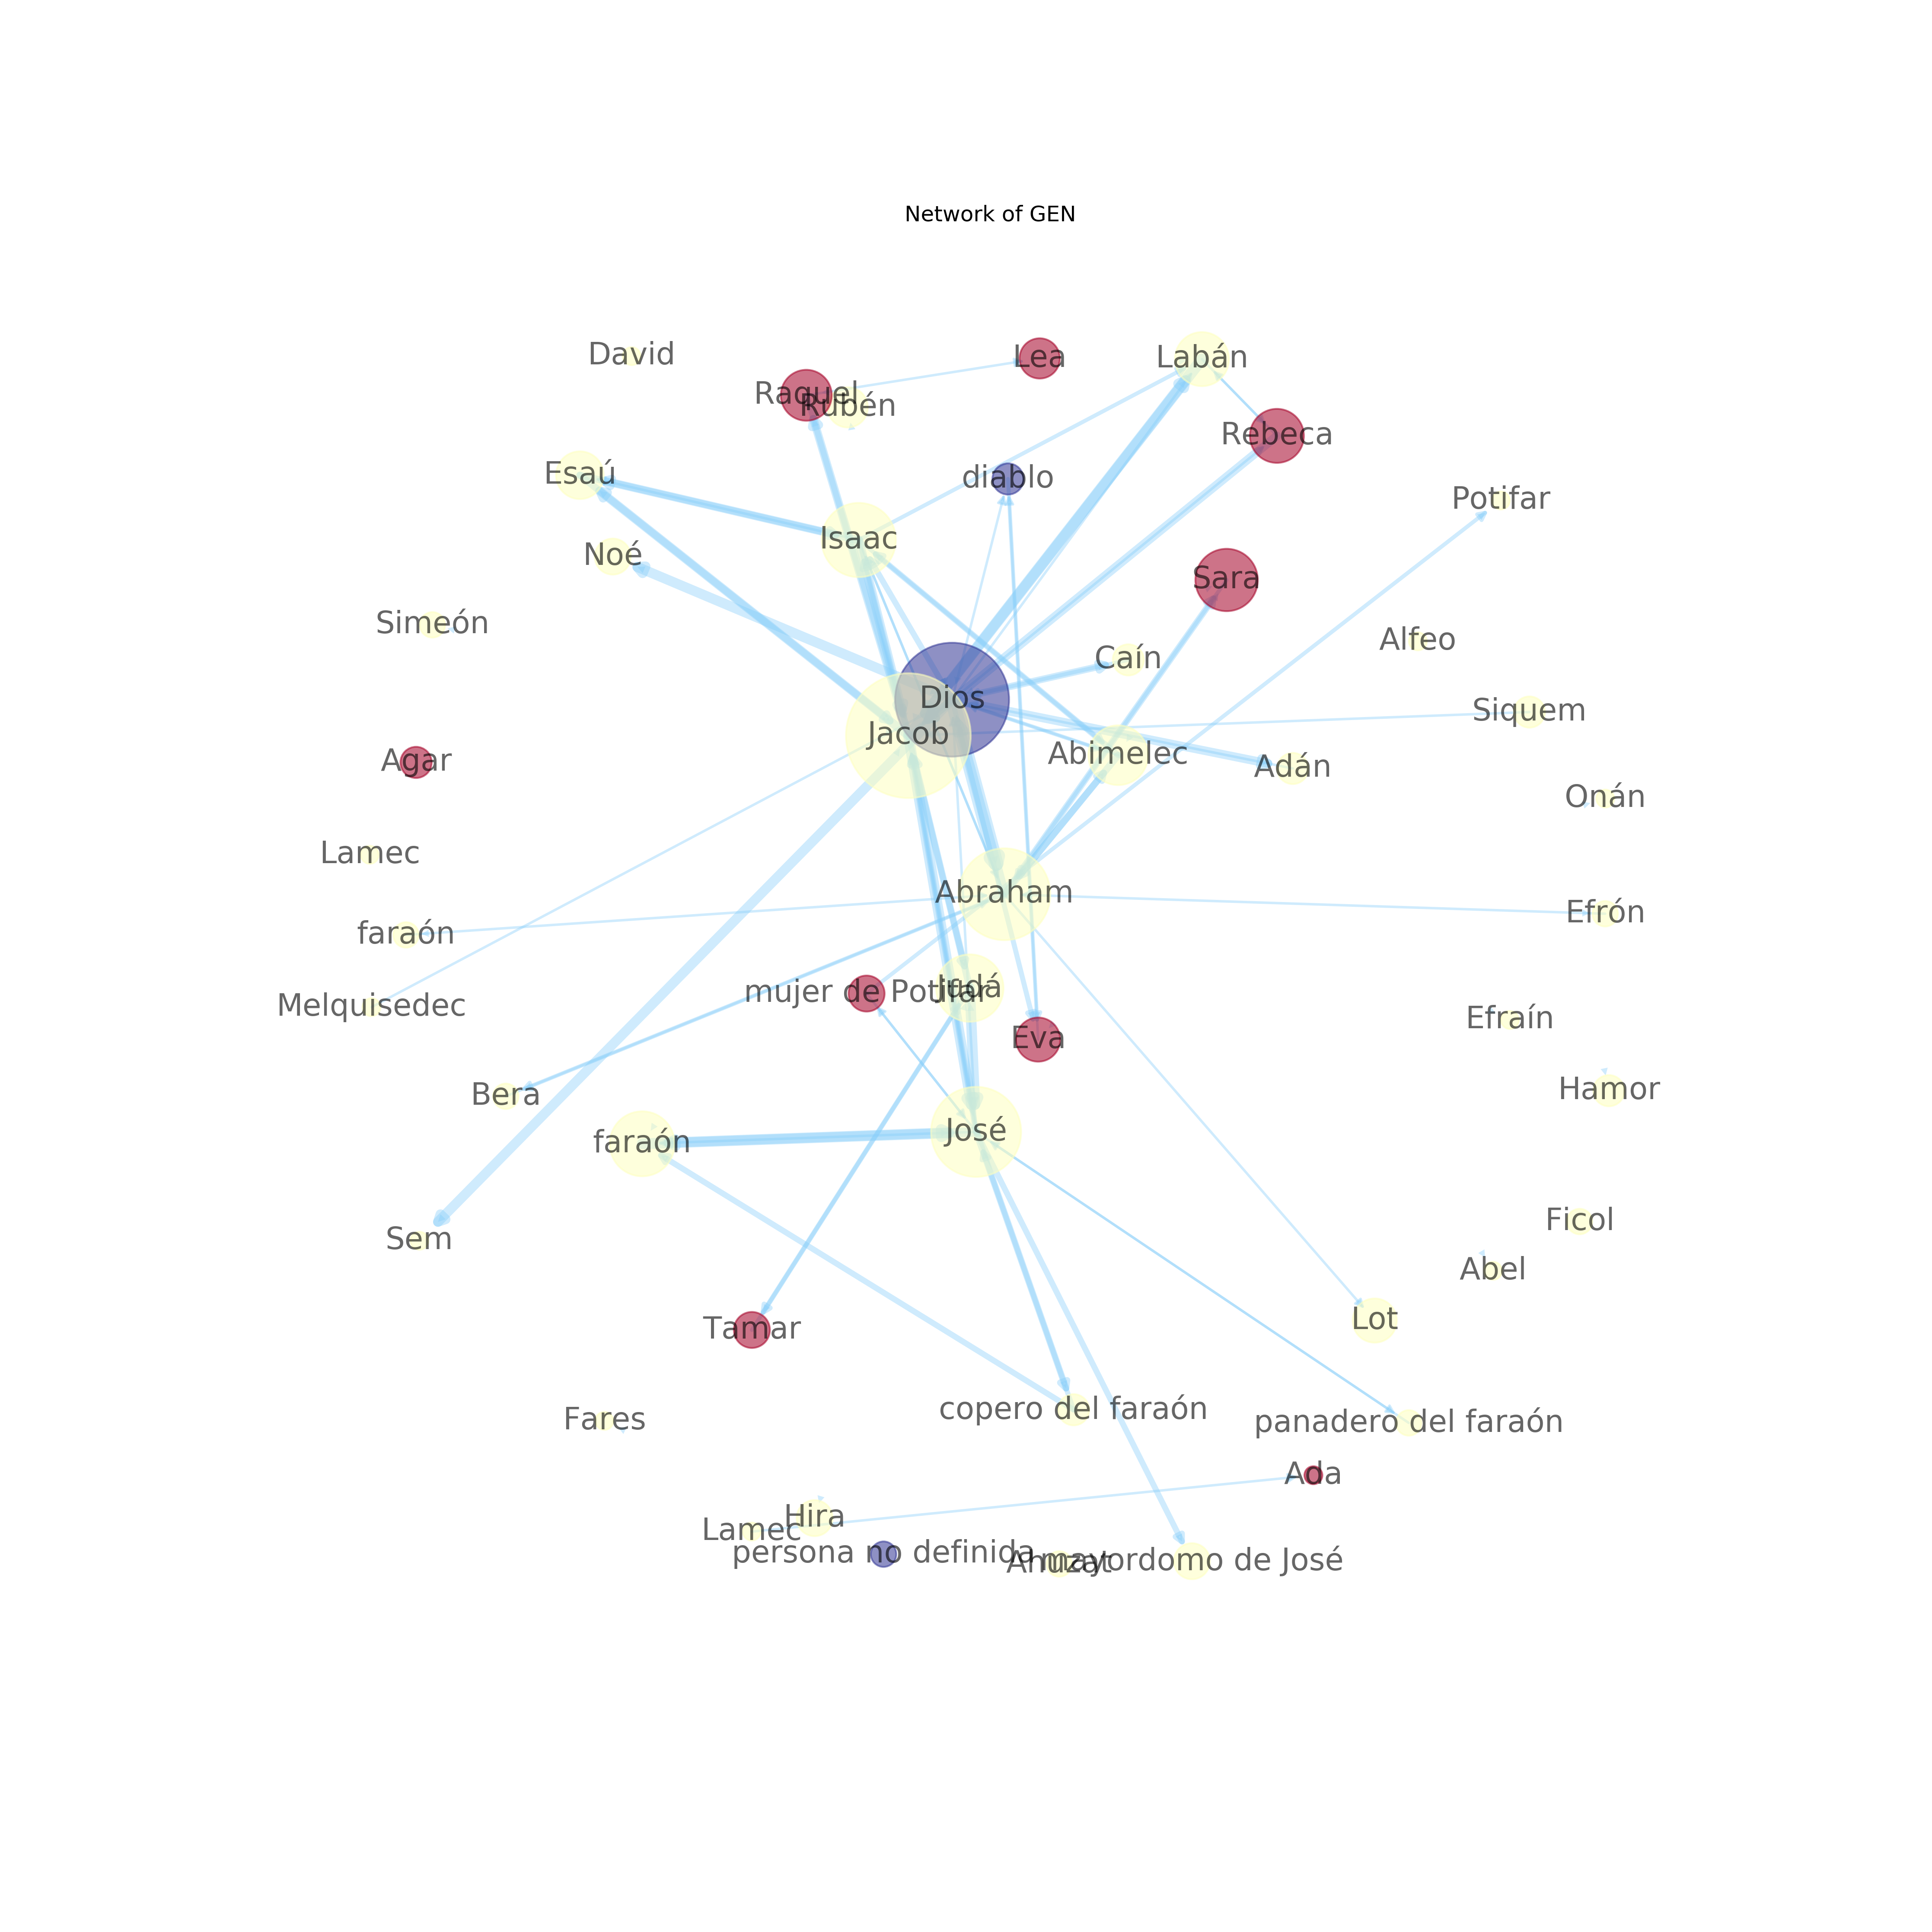 Network of GEN
David
Lea
Labán
Raquel
Rubén
Rebeca
Esaú
diablo
Potifar
Isaac
Noé
Sara
Simeón
Alfeo
Caín
Dios
Siquem
Jacob
Abimelec
Agar
Adán
Onán
Lamec
Abraham
Efrón
faraón
Judá
mujer de Potifar
Melquisedec
Efraín
Eva
Hamor
Bera
José
faraón
Ficol
Sem
Abel
Lot
Tamar
copero del faraón
Fares
panadero del faraón
Ada
Hira
Lamec
persona no definida
mayordomo de José
Ahuzat